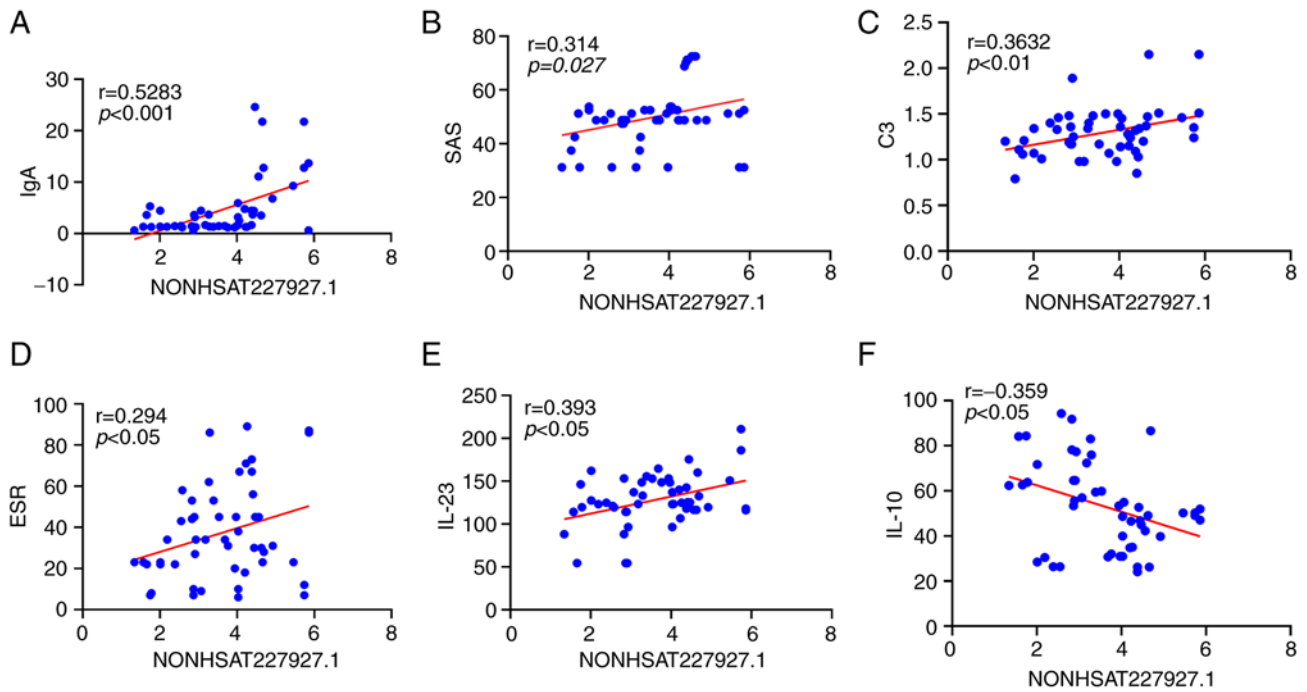 A
r=0.5283
p<0.001
30
20
10
0
−10
IgA
2 4 6 8
NONHSAT227927.1
B
r=0.314
p=0.027
80
60
40
20
0
SAS
0 2 4 6 8
NONHSAT227927.1
C
r=0.3632
p<0.01
2.5
2.0
1.5
1.0
0.5
0.0
C3
0 2 4 6 8
NONHSAT227927.1
D
r=0.294
p<0.05
100
80
60
40
20
0
ESR
0 2 4 6 8
NONHSAT227927.1
E
r=0.393
p<0.05
250
200
150
100
50
0
IL-23
0 2 4 6 8
NONHSAT227927.1
F
r=−0.359
p<0.05
100
80
60
40
20
0
IL-10
0 2 4 6 8
NONHSAT227927.1